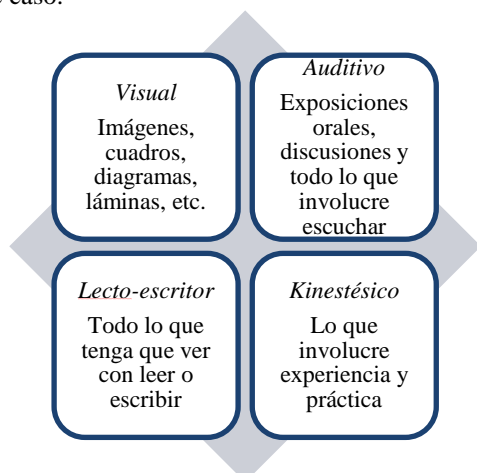 Visual
Imágenes,
cuadros,
diagramas,
láminas, etc.
Auditivo
Exposiciones
orales,
discusiones y
todo lo que
involucre
escuchar
Lecto-escritor
Todo lo que
tenga que ver
con leer o
escribir
Kinestésico
Lo que
involucre
experiencia y
práctica